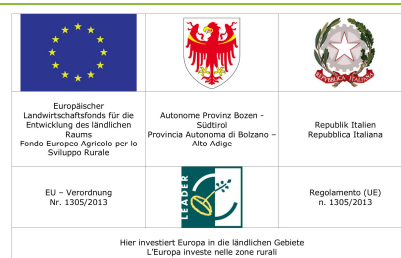 REPUBBLICA ITALIANA
Europäischer
Landwirtschaftsfonds für die
Entwicklung des ländlichen
Raums
Fondo Europeo Agricolo per lo
Sviluppo Rurale
Autonome Provinz Bozen -
Südtirol
Provincia Autonoma di Bolzano –
Alto Adige
Republik Italien
Repubblica Italiana
EU – Verordnung
Nr. 1305/2013
LEADER
Regolamento (UE)
n. 1305/2013
Hier investiert Europa in die ländlichen Gebiete
L'Europa investe nelle zone rurali